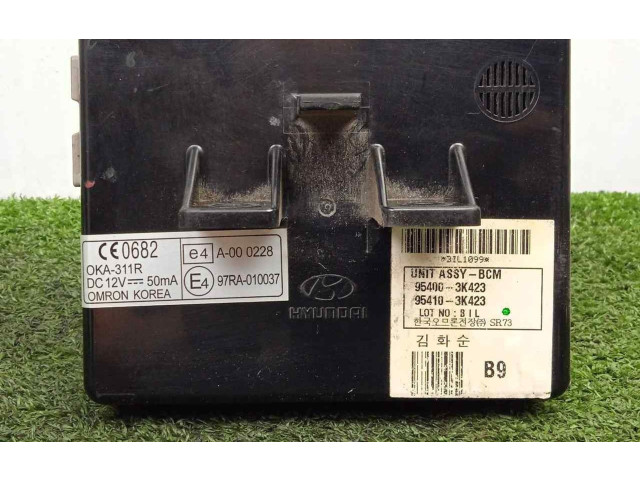 CE0682
OKA-311R
DC 12V⎓ 50mA
OMRON KOREA
e4 A-00 0228
E4 97RA-010037
HYUNDAI
*3IL1099*
UNIT ASSY-BCM
95400-3K423
95410-3K423
LOT NO: 3IL
한국오므론전장㈜ SR73
김화순
B9